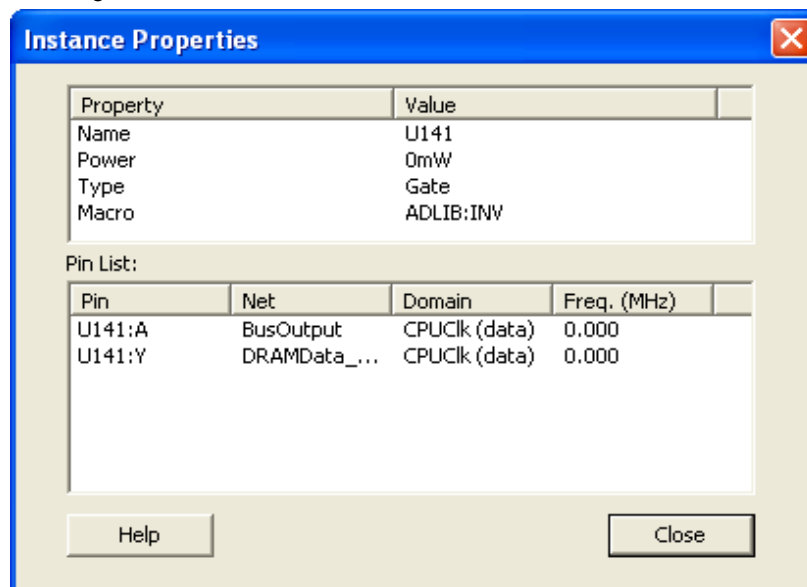 Instance Properties
Property Value
Name U141
Power 0mW
Type Gate
Macro ADLIB:INV
Pin List:
Pin Net Domain Freq. (MHz)
U141:A BusOutput CPUClk (data) 0.000
U141:Y DRAMData_... CPUClk (data) 0.000
Help Close